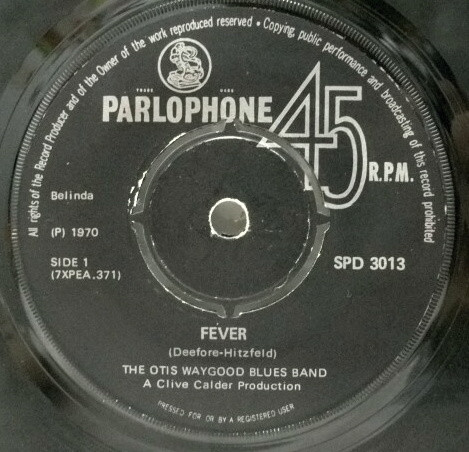 All rights of the Record Producer and of the Owner of the work reproduced reserved • Copying, public performance and broadcasting of this record prohibited
TRADE MARK
PARLOPHONE
45
R.P.M.
Belinda
(P) 1970
SIDE 1
(7XPEA.371)
SPD 3013
FEVER
(Deefore-Hitzfeld)
THE OTIS WAYGOOD BLUES BAND
A Clive Calder Production
PRESSED FOR OR BY A REGISTERED USER